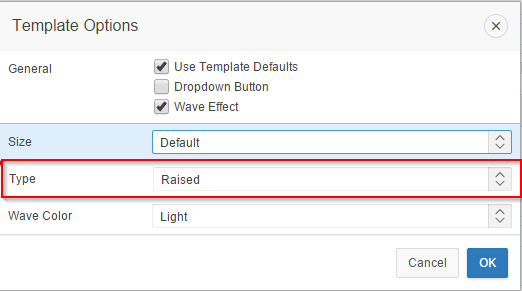 Template Options
General
Use Template Defaults
Dropdown Button
Wave Effect
Size Default
Type Raised
Wave Color Light
Cancel OK